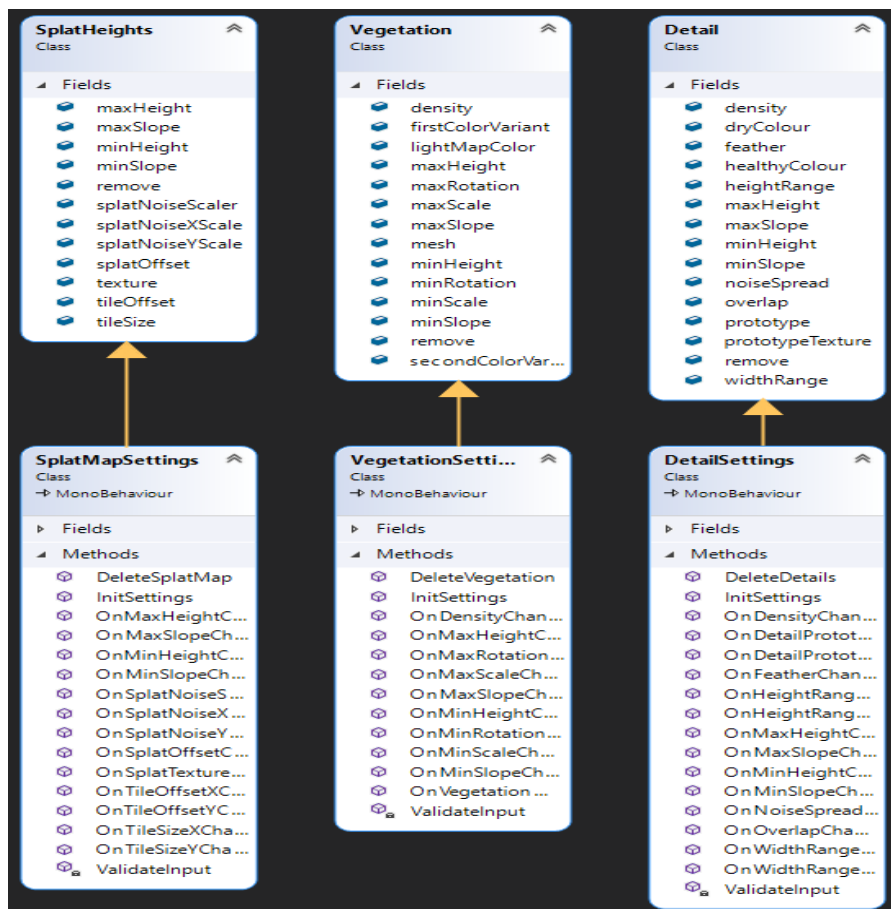 SplatHeights
Class
Fields
maxHeight
maxSlope
minHeight
minSlope
remove
splatNoiseScaler
splatNoiseXScale
splatNoiseYScale
splatOffset
texture
tileOffset
tileSize
Vegetation
Class
Fields
density
firstColorVariant
lightMapColor
maxHeight
maxRotation
maxScale
maxSlope
mesh
minHeight
minRotation
minScale
minSlope
remove
secondColorVar...
Detail
Class
Fields
density
dryColour
feather
healthyColour
heightRange
maxHeight
maxSlope
minHeight
minSlope
noiseSpread
overlap
prototype
prototypeTexture
remove
widthRange
SplatMapSettings
Class
MonoBehaviour
Fields
Methods
DeleteSplatMap
InitSettings
OnMaxHeightC...
OnMaxSlopeCh...
OnMinHeightC...
OnMinSlopeCh...
OnSplatNoiseS...
OnSplatNoiseX...
OnSplatNoiseY...
OnSplatOffsetC...
OnSplatTexture...
OnTileOffsetXC...
OnTileOffsetYC...
OnTileSizeXCha...
OnTileSizeYCha...
ValidateInput
VegetationSetti...
Class
MonoBehaviour
Fields
Methods
DeleteVegetation
InitSettings
OnDensityChan...
OnMaxHeightC...
OnMaxRotation...
OnMaxScaleCh...
OnMaxSlopeCh...
OnMinHeightC...
OnMinRotation...
OnMinScaleCh...
OnMinSlopeCh...
OnVegetation...
ValidateInput
DetailSettings
Class
MonoBehaviour
Fields
Methods
DeleteDetails
InitSettings
OnDensityChan...
OnDetailProtot...
OnDetailProtot...
OnFeatherChan...
OnHeightRang...
OnHeightRang...
OnMaxHeightC...
OnMaxSlopeCh...
OnMinHeightC...
OnMinSlopeCh...
OnNoiseSpread...
OnOverlapCha...
OnWidthRange...
OnWidthRange...
ValidateInput